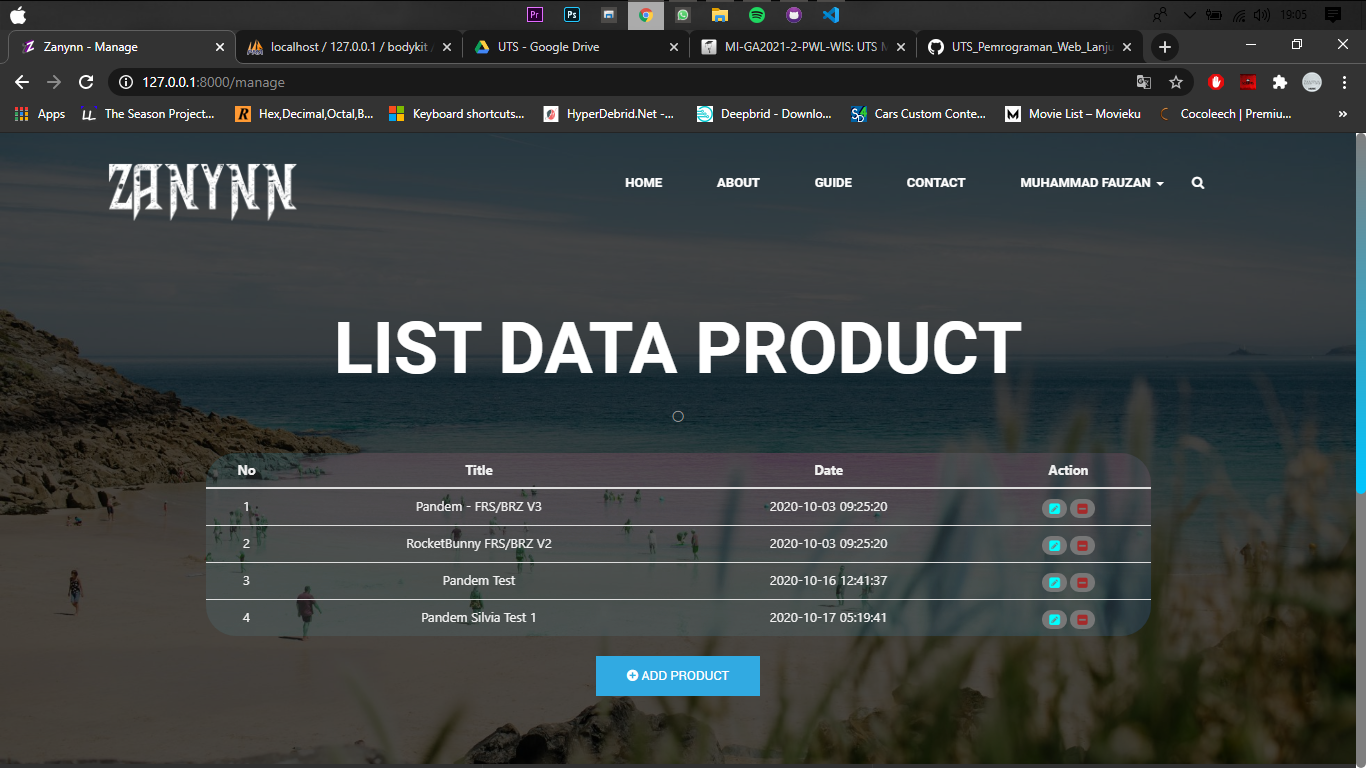 Pr
Ps
19:05
Zanynn - Manage
localhost / 127.0.0.1 / bodykit /
UTS - Google Drive
MI-GA2021-2-PWL-WIS: UTS M
UTS_Pemrograman_Web_Lanju
127.0.0.1:8000/manage
Apps
The Season Project...
Hex,Decimal,Octal,B...
Keyboard shortcuts...
HyperDebrid.Net -...
Deepbrid - Downlo...
Cars Custom Conte...
Movie List – Movieku
Cocoleech | Premiu...
»
ZANYNN
HOME
ABOUT
GUIDE
CONTACT
MUHAMMAD FAUZAN
LIST DATA PRODUCT
No Title Date Action
1 Pandem - FRS/BRZ V3 2020-10-03 09:25:20
2 RocketBunny FRS/BRZ V2 2020-10-03 09:25:20
3 Pandem Test 2020-10-16 12:41:37
4 Pandem Silvia Test 1 2020-10-17 05:19:41
ADD PRODUCT